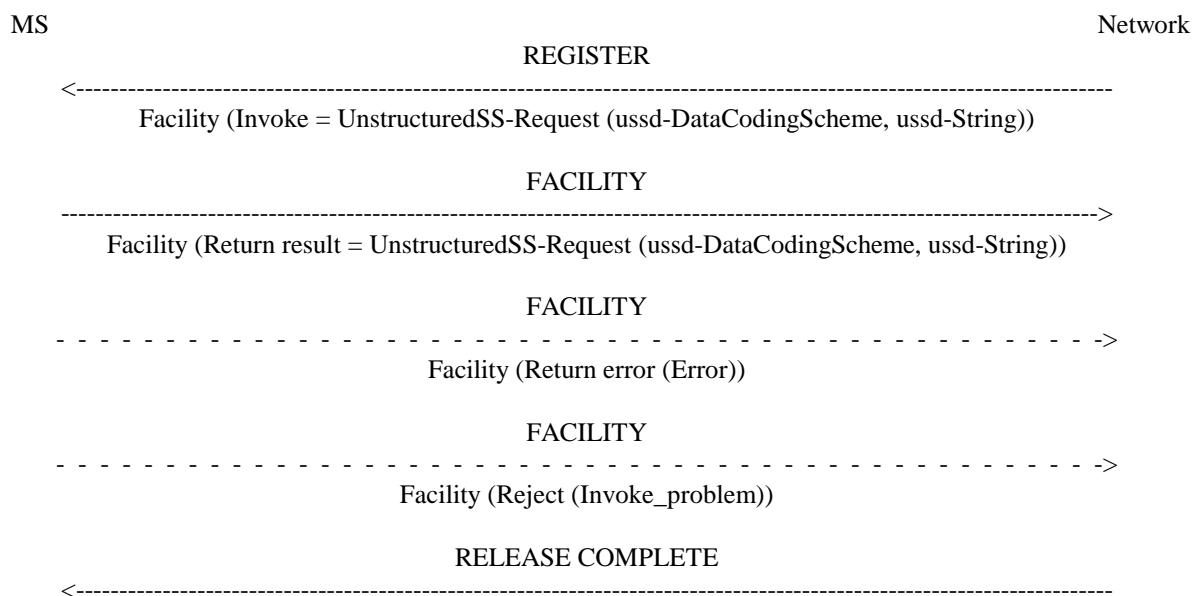 MS Network
REGISTER
<------------------------------------------------------------------------------------------------------------------------
Facility (Invoke = UnstructuredSS-Request (ussd-DataCodingScheme, ussd-String))
FACILITY
------------------------------------------------------------------------------------------------------------------------>
Facility (Return result = UnstructuredSS-Request (ussd-DataCodingScheme, ussd-String))
FACILITY
- - - - - - - - - - - - - - - - - - - - - - - - - - - - - - - - - - - - - - - - - - - - - - - ->
Facility (Return error (Error))
FACILITY
- - - - - - - - - - - - - - - - - - - - - - - - - - - - - - - - - - - - - - - - - - - - - - - ->
Facility (Reject (Invoke_problem))
RELEASE COMPLETE
<------------------------------------------------------------------------------------------------------------------------